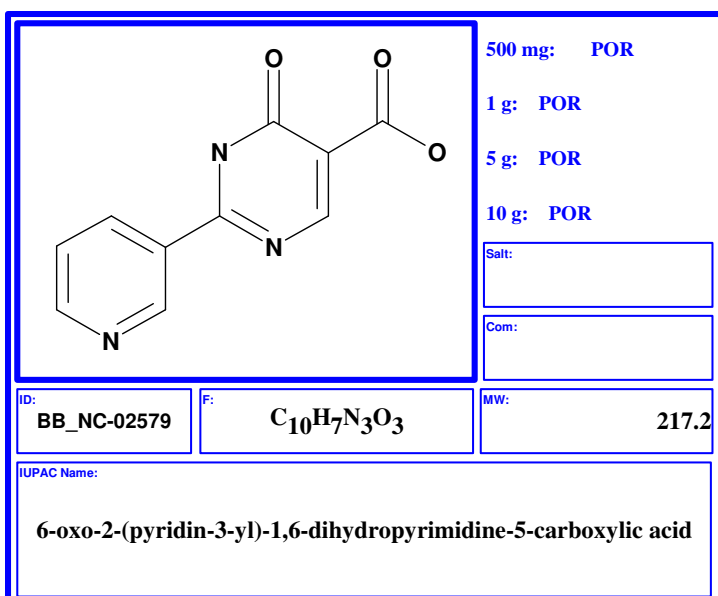 O O
N
O
N
N
500 mg: POR
1 g: POR
5 g: POR
10 g: POR
Salt:
Com:
ID:
BB_NC-02579
F:
C10H7N3O3
MW:
217.2
IUPAC Name:
6-oxo-2-(pyridin-3-yl)-1,6-dihydropyrimidine-5-carboxylic acid